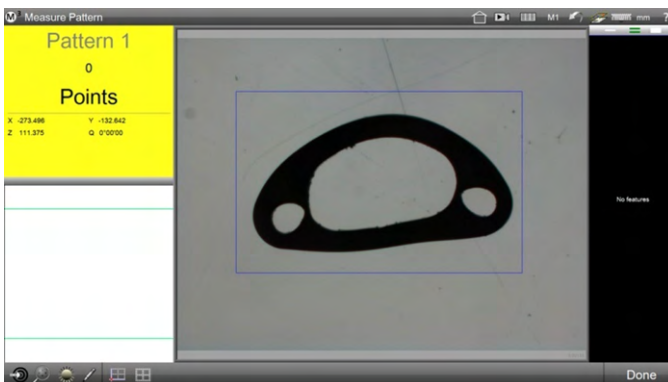 M3 Measure Pattern
M1
mm
?
Pattern 1
0
Points
X -273.496 Y -132.642
Z 111.375 Q 0°00'00
No features
Done